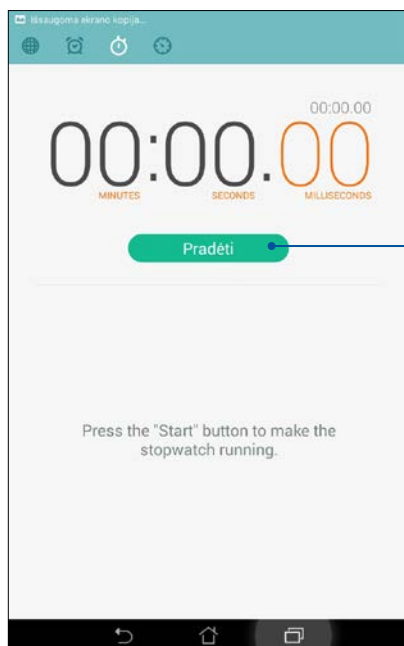 Išsaugoma ekrano kopija...
00:00.00
00:00.00
MINUTES SECONDS MILLISECONDS
Pradėti
Press the "Start" button to make the
stopwatch running.